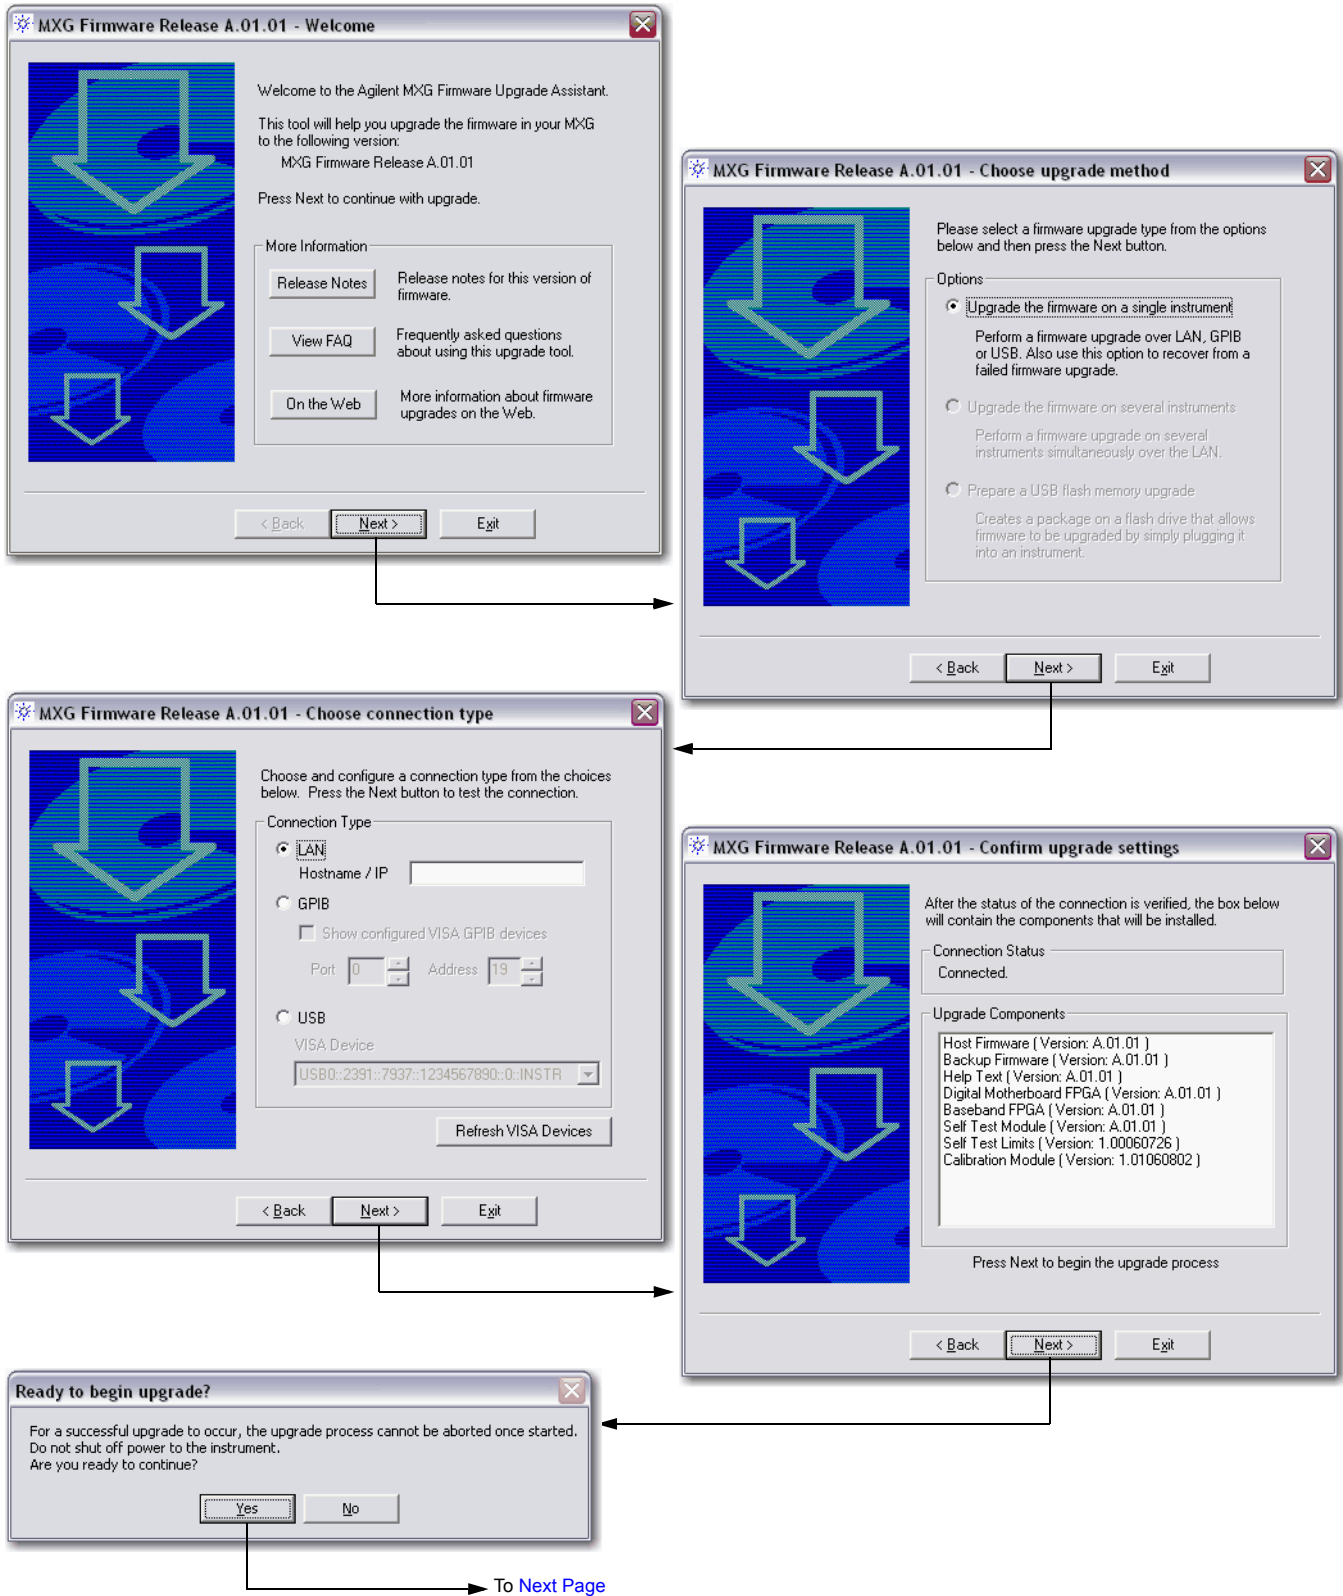 MXG Firmware Release A.01.01 - Welcome
Welcome to the Agilent MXG Firmware Upgrade Assistant.
This tool will help you upgrade the firmware in your MXG
to the following version:
MXG Firmware Release A.01.01
Press Next to continue with upgrade.
More Information
Release Notes
Release notes for this version of
firmware.
View FAQ
Frequently asked questions
about using this upgrade tool.
On the Web
More information about firmware
upgrades on the Web.
< Back
Next >
Exit
MXG Firmware Release A.01.01 - Choose upgrade method
Please select a firmware upgrade type from the options
below and then press the Next button.
Options
Upgrade the firmware on a single instrument
Perform a firmware upgrade over LAN, GPIB
or USB. Also use this option to recover from a
failed firmware upgrade.
Upgrade the firmware on several instruments
Perform a firmware upgrade on several
instruments simultaneously over the LAN.
Prepare a USB flash memory upgrade
Creates a package on a flash drive that allows
firmware to be upgraded by simply plugging it
into an instrument.
< Back
Next >
Exit
MXG Firmware Release A.01.01 - Choose connection type
Choose and configure a connection type from the choices
below. Press the Next button to test the connection.
Connection Type
LAN
Hostname / IP
GPIB
Show configured VISA GPIB devices
Port 0 Address 19
USB
VISA Device
USB0::2391::7937::1234567890::0::INSTR
Refresh VISA Devices
< Back
Next >
Exit
MXG Firmware Release A.01.01 - Confirm upgrade settings
After the status of the connection is verified, the box below
will contain the components that will be installed.
Connection Status
Connected.
Upgrade Components
Host Firmware ( Version: A.01.01 )
Backup Firmware ( Version: A.01.01 )
Help Text ( Version: A.01.01 )
Digital Motherboard FPGA ( Version: A.01.01 )
Baseband FPGA ( Version: A.01.01 )
Self Test Module ( Version: A.01.01 )
Self Test Limits ( Version: 1.00060726 )
Calibration Module ( Version: 1.01060802 )
Press Next to begin the upgrade process
< Back
Next >
Exit
Ready to begin upgrade?
For a successful upgrade to occur, the upgrade process cannot be aborted once started.
Do not shut off power to the instrument.
Are you ready to continue?
Yes
No
To Next Page